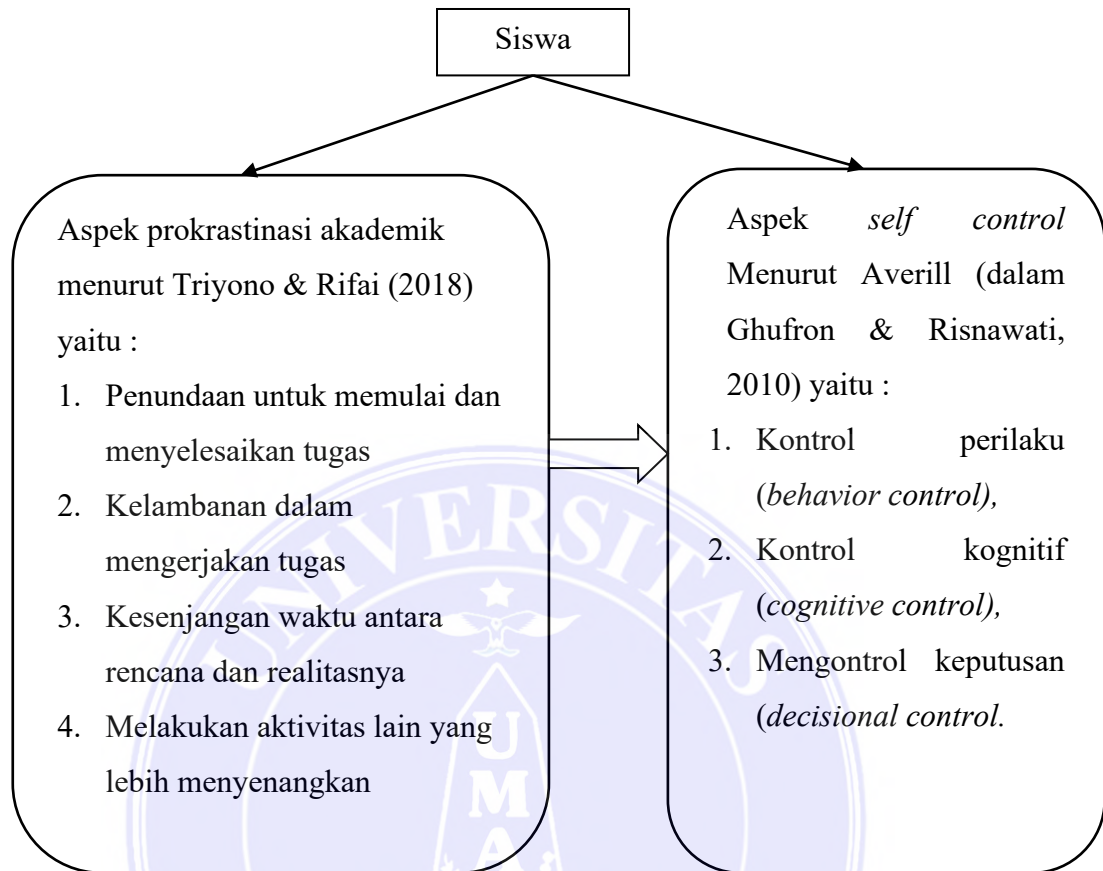 Siswa
Aspek prokrastinasi akademik
menurut Triyono & Rifai (2018)
yaitu :
1. Penundaan untuk memulai dan
menyelesaikan tugas
2. Kelambanan dalam
mengerjakan tugas
3. Kesenjangan waktu antara
rencana dan realitasnya
4. Melakukan aktivitas lain yang
lebih menyenangkan
Aspek self control
Menurut Averill (dalam
Ghufron & Risnawati,
2010) yaitu :
1. Kontrol perilaku
(behavior control),
2. Kontrol kognitif
(cognitive control),
3. Mengontrol keputusan
(decisional control.
UNIVERSITAS
U
M
A